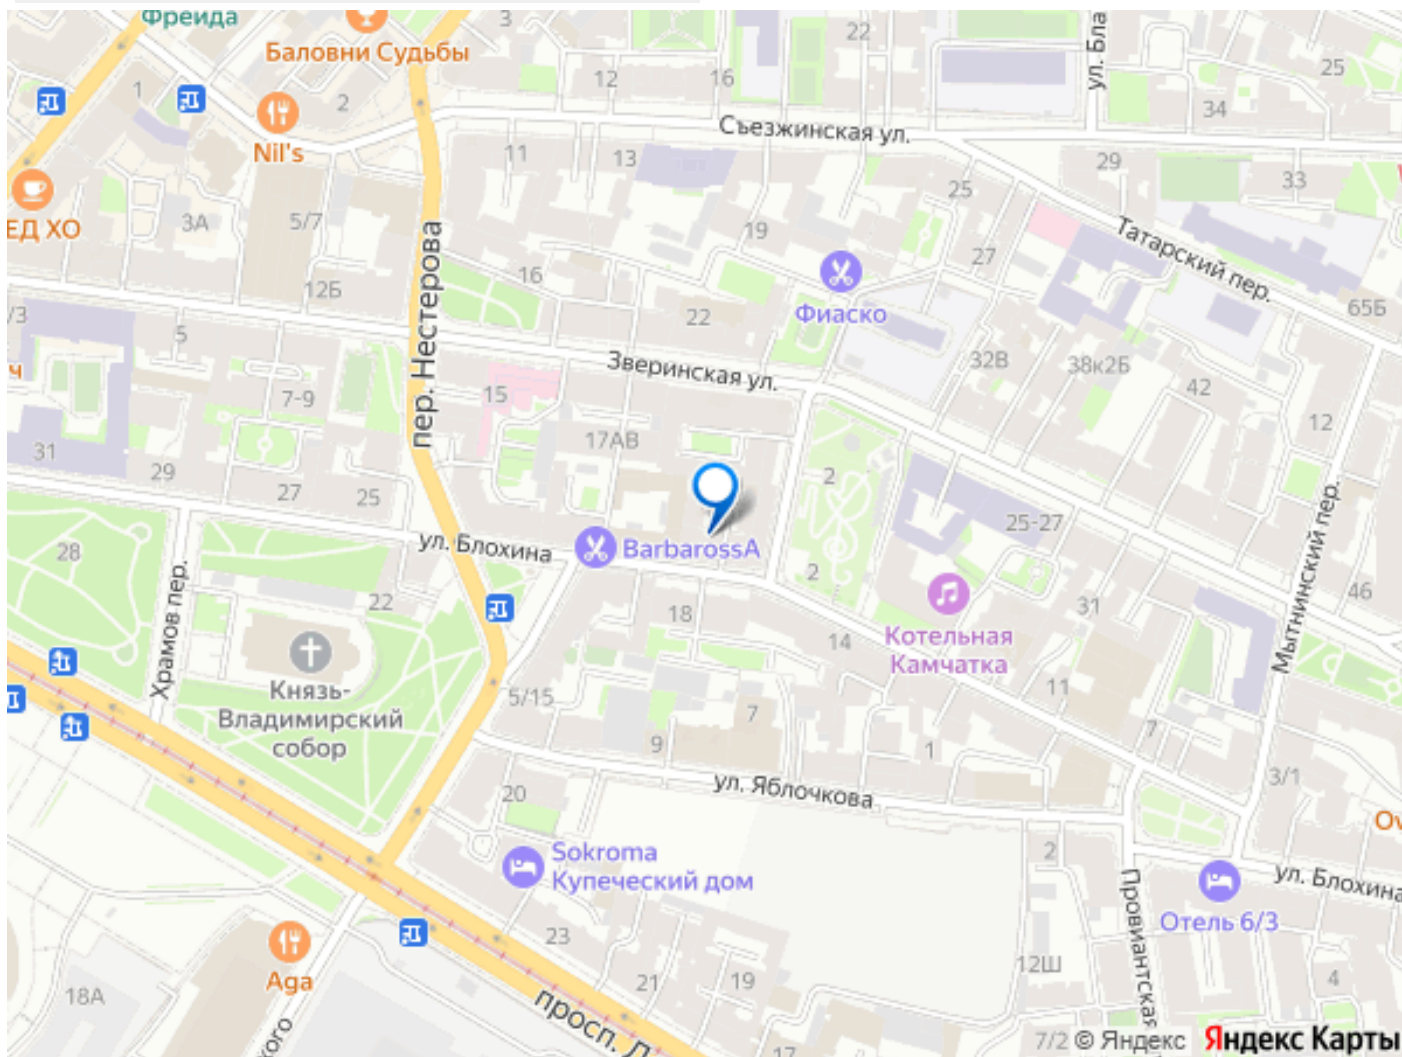 Фрейда
3
Баловни Судьбы
22
12
16
1
2
25
34
ул. Бла
Nil's
Съезжинская ул.
11
13
29
33
25
ЕД ХО
3А
5/7
19
27
Татарский пер.
пер. Нестерова
16
12Б
Фиаско
65Б
/3
5
22
Зверинская ул.
32В
38к2Б
42
ч
7-9
15
12
17АВ
31
29
27
25
2
25-27
Мытнинский пер.
28
ул. Блохина
BarbarossA
2
22
18
31
46
Храмов пер.
14
Котельная
Камчатка
Князь-
Владимирский
собор
5/15
11
7
7
9
1
3/1
20
ул. Яблочкова
Ov
Sokroma
Купеческий дом
2
ул. Блохина
Отель 6/3
Провиантская
Aga
23
21
19
12Ш
4
18А
просп. Д
кого
17
7/2
© Яндекс
Яндекс Карты